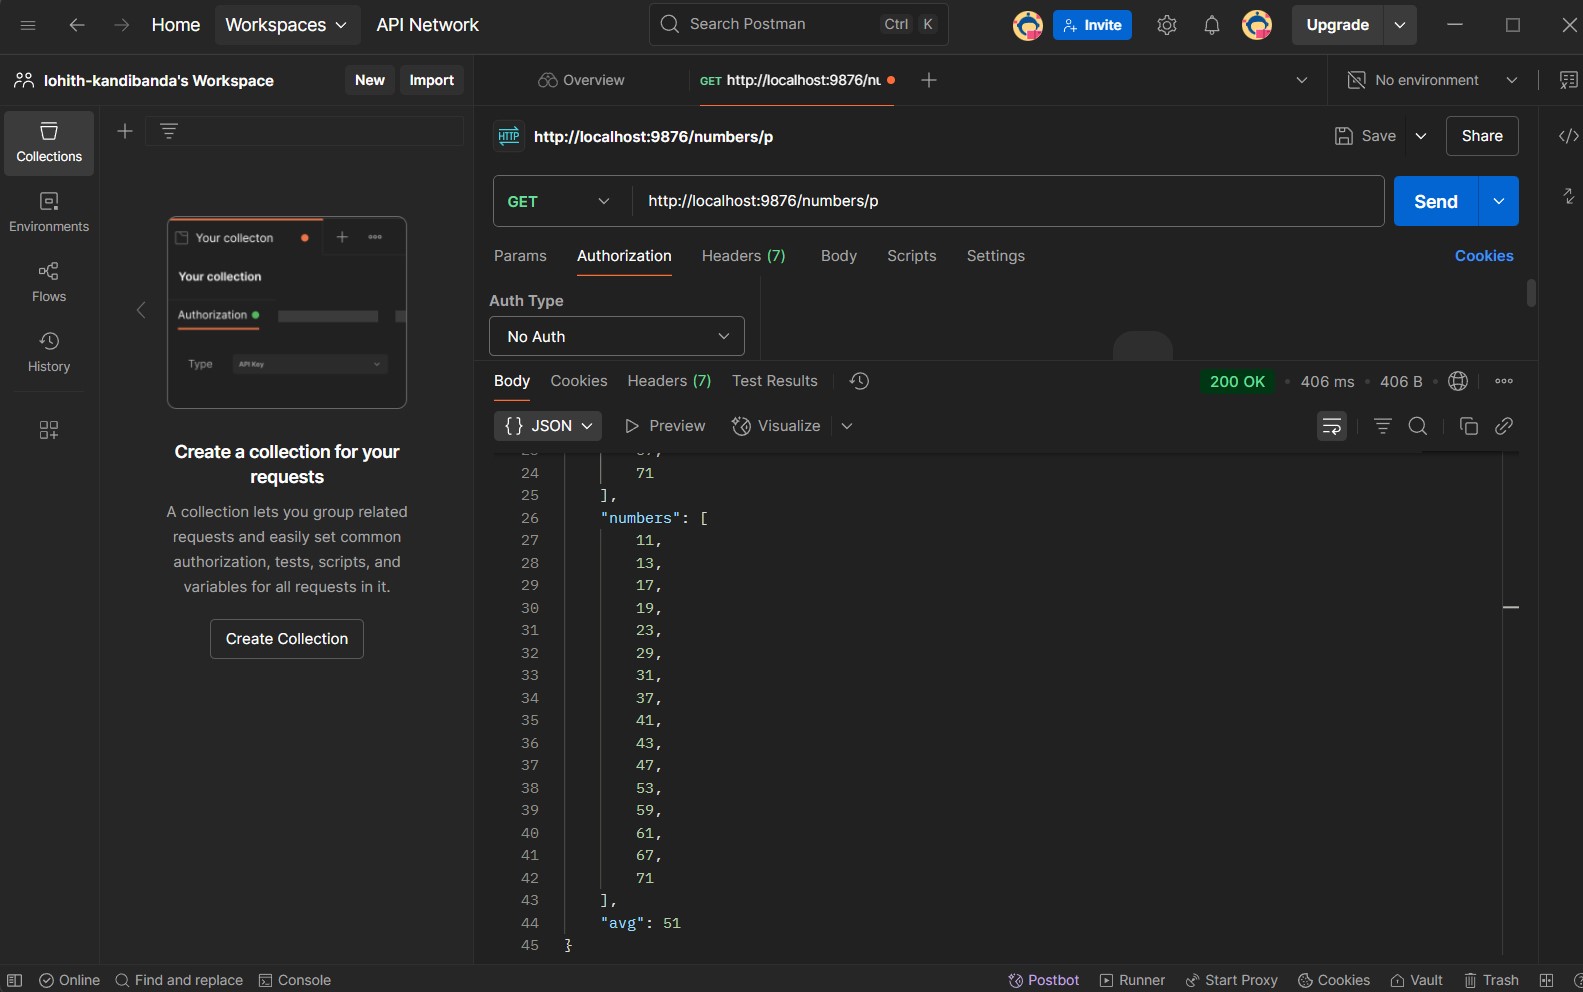 Home
Workspaces
API Network
Search Postman
Ctrl
K
Invite
Upgrade
lohith-kandibanda's Workspace
New
Import
Overview
GET http://localhost:9876/nu
No environment
Collections
Environments
Flows
History
Your collecton
Your collection
Authorization
Type
API Key
Create a collection for your
requests
A collection lets you group related
requests and easily set common
authorization, tests, scripts, and
variables for all requests in it.
Create Collection
HTTP
http://localhost:9876/numbers/p
Save
Share
GET
http://localhost:9876/numbers/p
Send
Params
Authorization
Headers (7)
Body
Scripts
Settings
Cookies
Auth Type
No Auth
Body
Cookies
Headers (7)
Test Results
200 OK
406 ms
406 B
{} JSON
Preview
Visualize
24 71
25 ],
26 "numbers": [
27 11,
28 13,
29 17,
30 19,
31 23,
32 29,
33 31,
34 37,
35 41,
36 43,
37 47,
38 53,
39 59,
40 61,
41 67,
42 71
43 ],
44 "avg": 51
45 }
Online
Find and replace
Console
Postbot
Runner
Start Proxy
Cookies
Vault
Trash